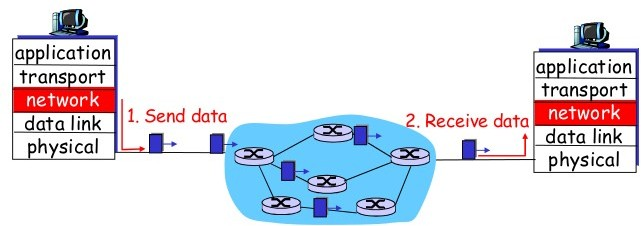 application
transport
network
data link
physical
1. Send data
2. Receive data
application
transport
network
data link
physical